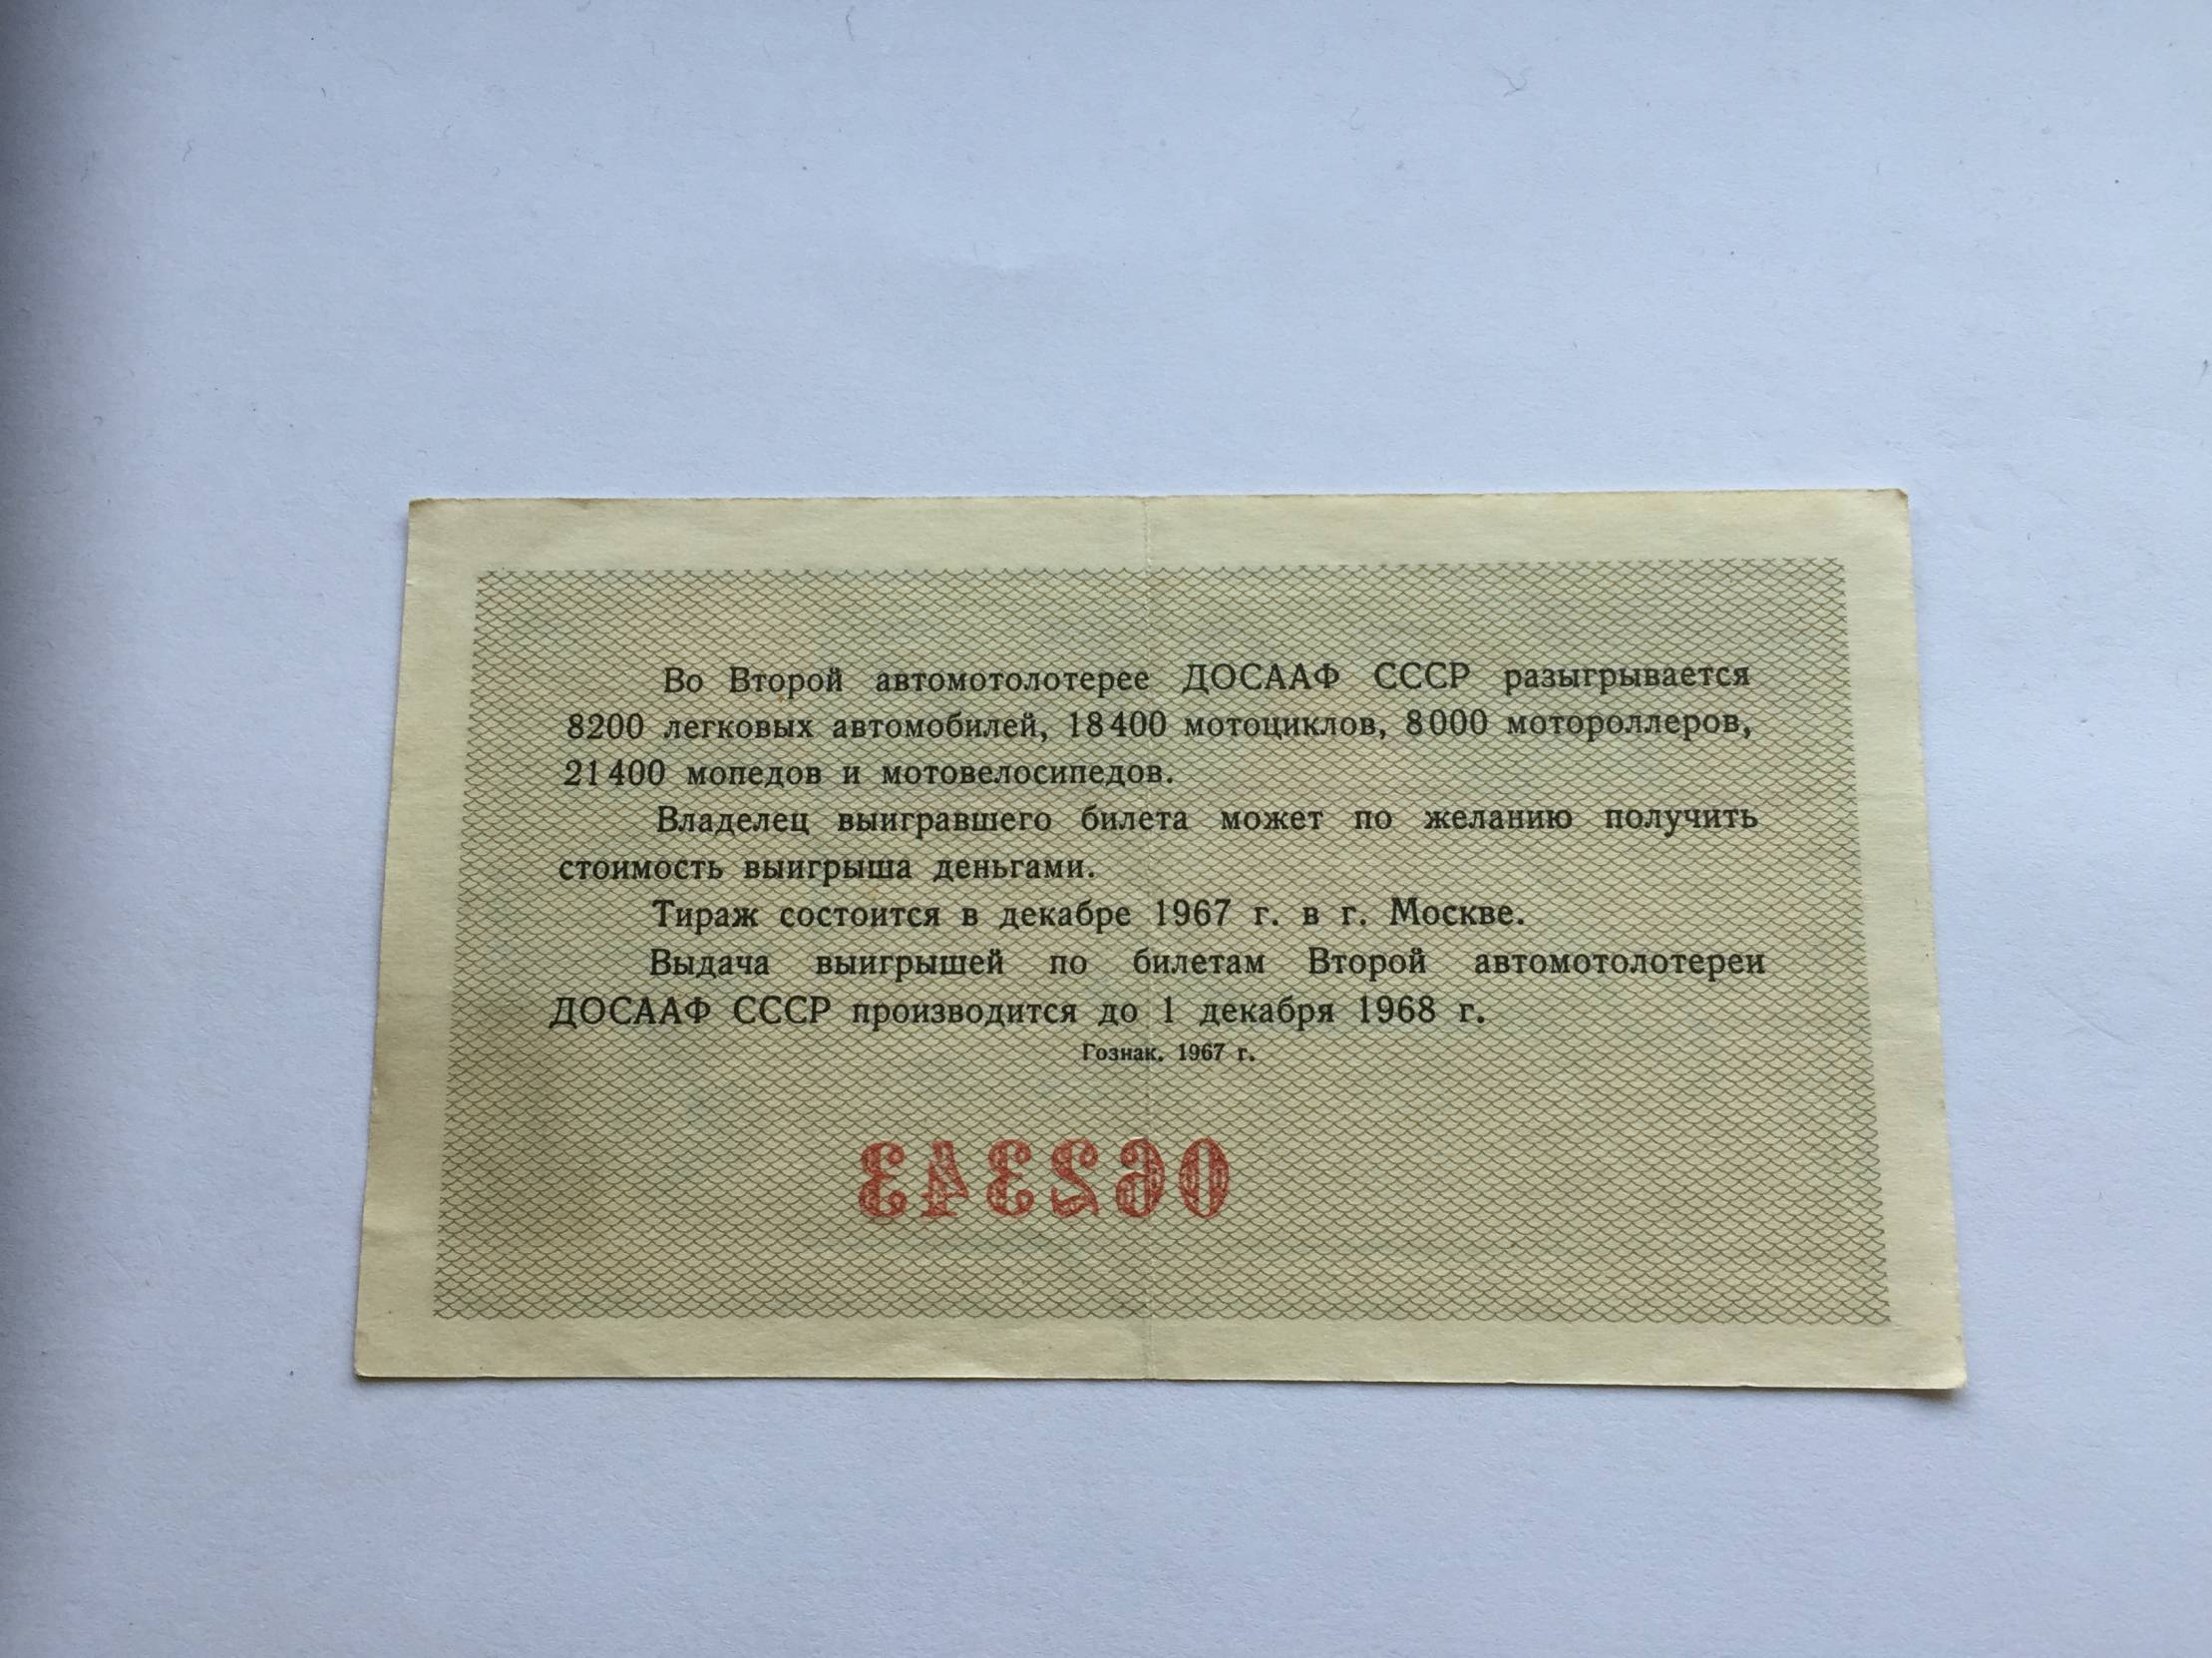 Во Второй автомотолотерее ДОСААФ СССР разыгрывается
8200 легковых автомобилей, 18400 мотоциклов, 8000 мотороллеров,
21400 мопедов и мотовелосипедов.
Владелец выигравшего билета может по желанию получить
стоимость выигрыша деньгами.
Тираж состоится в декабре 1967 г. в г. Москве.
Выдача выигрышей по билетам Второй автомотолотереи
ДОСААФ СССР производится до 1 декабря 1968 г.
Гознак. 1967 г.
062343